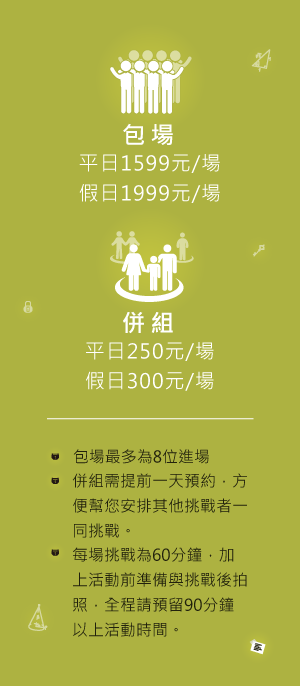 包場
平日1599元/場
假日1999元/場
併組
平日250元/場
假日300元/場
包場最多為8位進場
併組需提前一天預約，方
便幫您安排其他挑戰者一
同挑戰。
每場挑戰為60分鐘，加
上活動前準備與挑戰後拍
照，全程請預留90分鐘
以上活動時間。